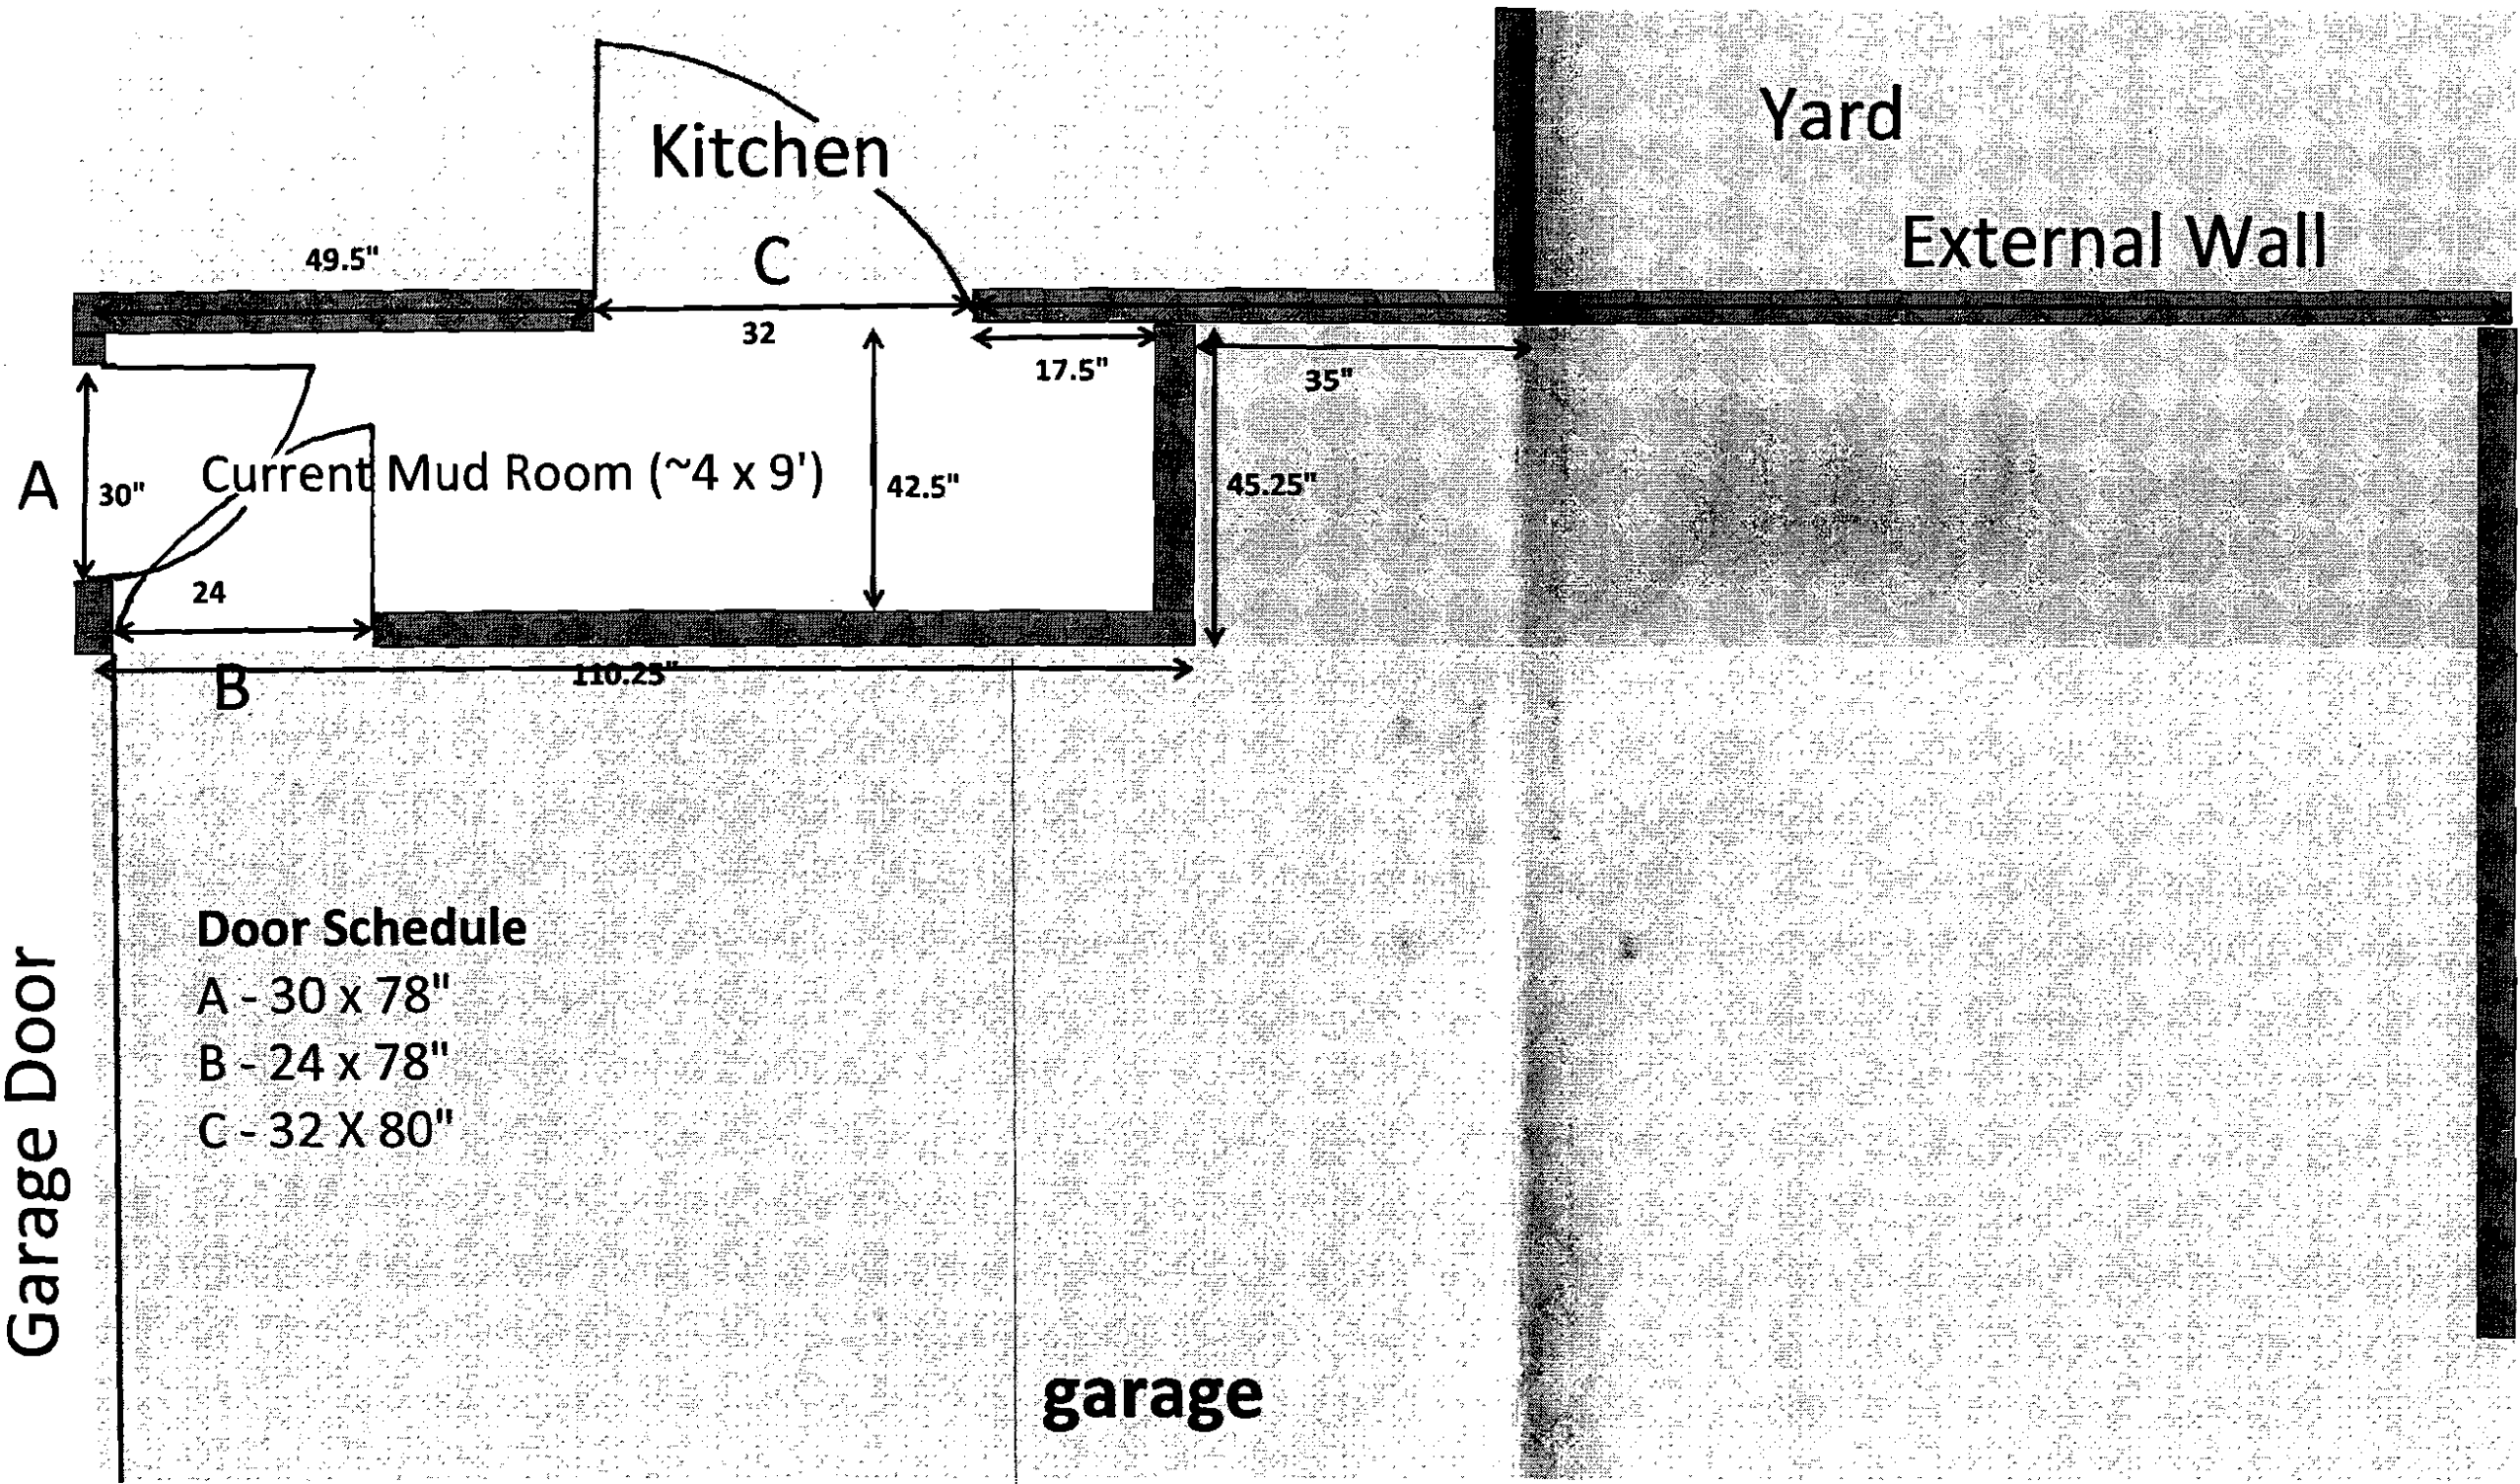 Yard
Kitchen
External Wall
49.5"
C
32
17.5"
35"
A
30"
Current Mud Room (~4 x 9')
42.5"
45.25"
24
110.25"
B
Door Schedule
A - 30 x 78"
B - 24 x 78"
C - 32 X 80"
Garage Door
garage